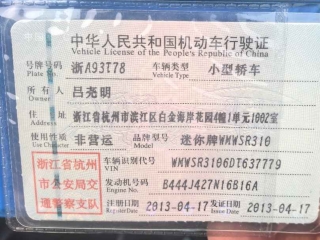 中华人民共和国机动车行驶证
Vehicle License of the People's Republic of China
号牌号码 Plate No. 浙A93T78 车辆类型 Vehicle Type 小型轿车
所有人 Owner 吕尧明
住址 Address 浙江省杭州市滨江区白金海岸花园4幢1单元1002室
使用性质 Use Character 非营运 品牌型号 Model 迷你牌WMWSR310
浙江省杭州市公安局交通警察支队
车辆识别代号 VIN WMWSR3106DT637779
发动机号码 Engine No. B444J427N16B16A
注册日期 Register Date 2013-04-17 发证日期 Issue Date 2013-04-17